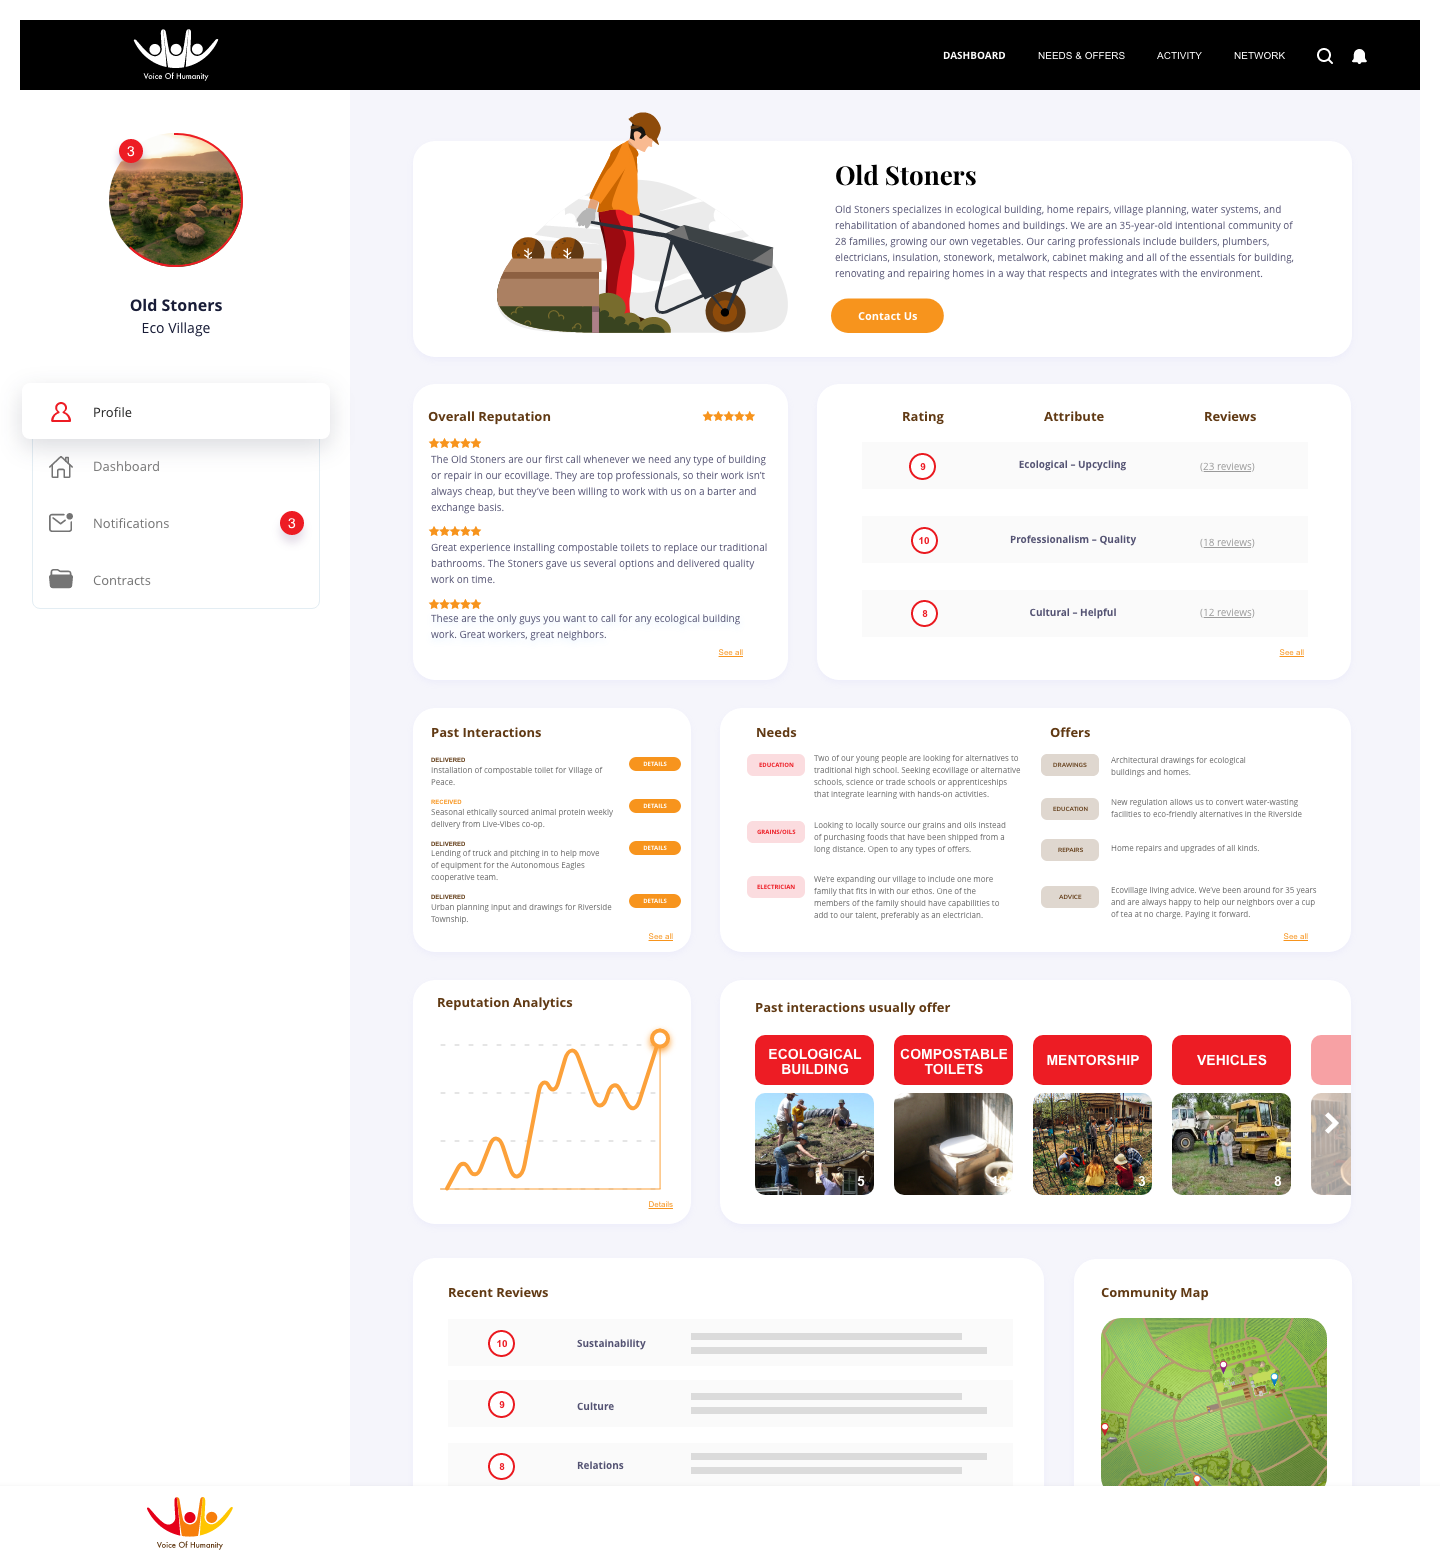 Voice Of Humanity
DASHBOARD
NEEDS & OFFERS
ACTIVITY
NETWORK
3
Old Stoners
Eco Village
Profile
Dashboard
Notifications
3
Contracts
Old Stoners
Old Stoners specializes in ecological building, home repairs, village planning, water systems, and
rehabilitation of abandoned homes and buildings. We are an 35-year-old intentional community of
28 families, growing our own vegetables. Our caring professionals include builders, plumbers,
electricians, insulation, stonework, metalwork, cabinet making and all of the essentials for building,
renovating and repairing homes in a way that respects and integrates with the environment.
Contact Us
Overall Reputation
The Old Stoners are our first call whenever we need any type of building
or repair in our ecovillage. They are top professionals, so their work isn't
always cheap, but they've been willing to work with us on a barter and
exchange basis.
Great experience installing compostable toilets to replace our traditional
bathrooms. The Stoners gave us several options and delivered quality
work on time.
These are the only guys you want to call for any ecological building
work. Great workers, great neighbors.
See all
Rating Attribute Reviews
9 Ecological – Upcycling (23 reviews)
10 Professionalism – Quality (18 reviews)
8 Cultural – Helpful (12 reviews)
See all
Past Interactions
DELIVERED
Installation of compostable toilet for Village of
Peace.
DETAILS
RECEIVED
Seasonal ethically sourced animal protein weekly
delivery from Live-Vibes co-op.
DETAILS
DELIVERED
Lending of truck and pitching in to help move
of equipment for the Autonomous Eagles
cooperative team.
DETAILS
DELIVERED
Urban planning input and drawings for Riverside
Township.
DETAILS
See all
Needs
EDUCATION
Two of our young people are looking for alternatives to
traditional high school. Seeking ecovillage or alternative
schools, science or trade schools or apprenticeships
that integrate learning with hands-on activities.
GRAINS/OILS
Looking to locally source our grains and oils instead
of purchasing foods that have been shipped from a
long distance. Open to any types of offers.
ELECTRICIAN
We're expanding our village to include one more
family that fits in with our ethos. One of the
members of the family should have capabilities to
add to our talent, preferably as an electrician.
Offers
DRAWINGS
Architectural drawings for ecological
buildings and homes.
EDUCATION
New regulation allows us to convert water-wasting
facilities to eco-friendly alternatives in the Riverside
REPAIRS
Home repairs and upgrades of all kinds.
ADVICE
Ecovillage living advice. We've been around for 35 years
and are always happy to help our neighbors over a cup
of tea at no charge. Paying it forward.
See all
Reputation Analytics
Details
Past interactions usually offer
ECOLOGICAL
BUILDING
COMPOSTABLE
TOILETS
MENTORSHIP
VEHICLES
5
3
8
Recent Reviews
10 Sustainability
9 Culture
8 Relations
Community Map
Voice Of Humanity